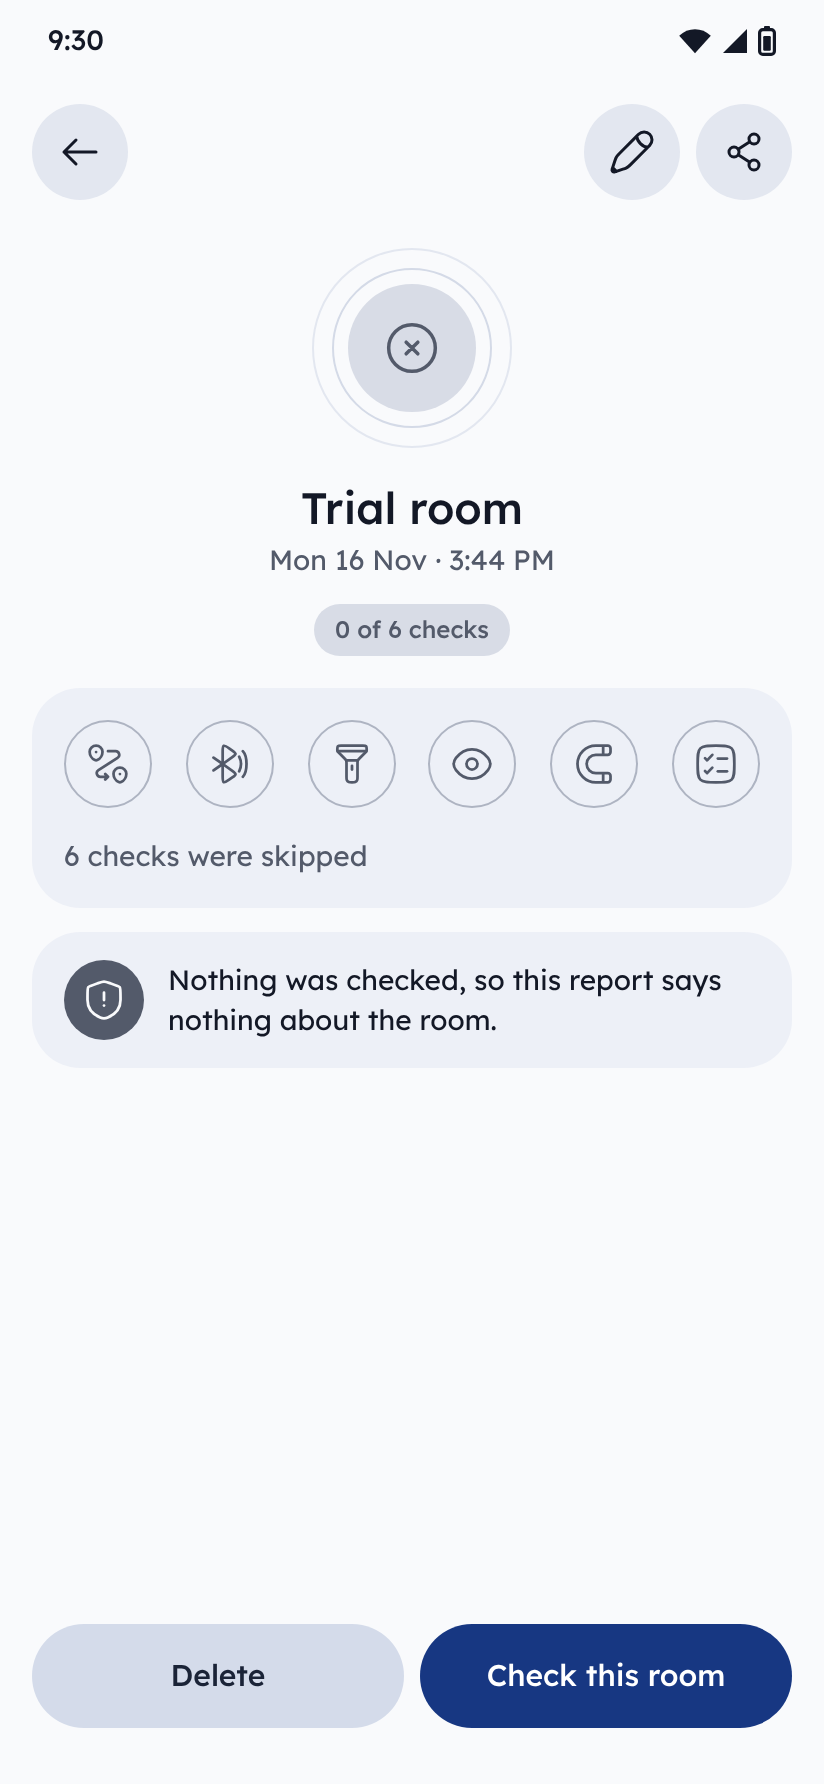 9:30
Trial room
Mon 16 Nov · 3:44 PM
0 of 6 checks
6 checks were skipped
Nothing was checked, so this report says
nothing about the room.
Delete
Check this room